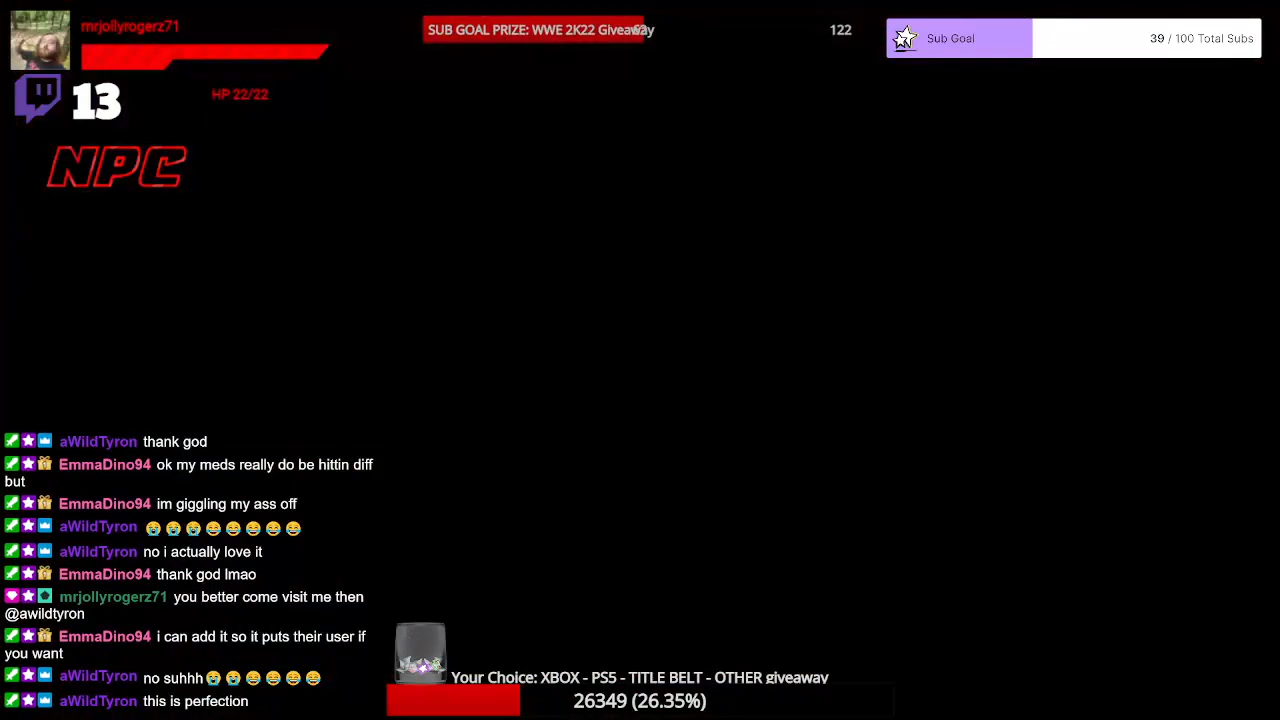 mrjollyrogerz71
SUB GOAL PRIZE: WWE 2K22 Giveaway
122
Sub Goal
39 / 100 Total Subs
13
HP 22/22
NPC
aWildTyron thank god
EmmaDino94 ok my meds really do be hittin diff
but
EmmaDino94 im giggling my ass off
aWildTyron 😭😭😭😂😂😂😂😂
aWildTyron no i actually love it
EmmaDino94 thank god lmao
mrjollyrogerz71 you better come visit me then
@awildtyron
EmmaDino94 i can add it so it puts their user if
you want
aWildTyron no suhhh😭😭😂😂😂😂
aWildTyron this is perfection
Your Choice: XBOX - PS5 - TITLE BELT - OTHER giveaway
26349 (26.35%)